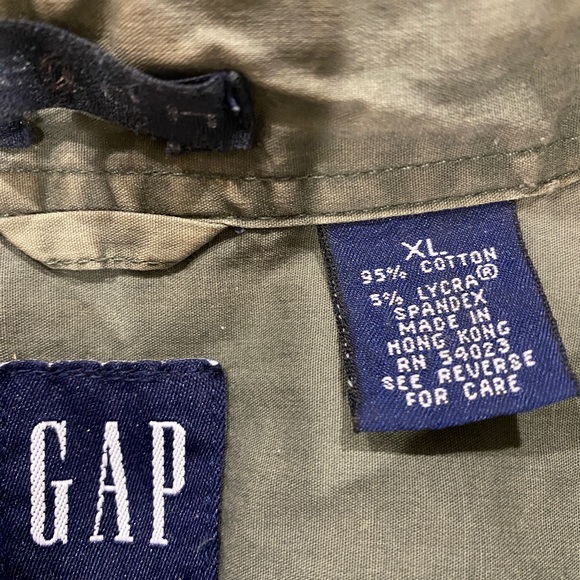 XL
95% COTTON
5% LYCRA®
SPANDEX
MADE IN
HONG KONG
RN 54023
SEE REVERSE
FOR CARE
GAP